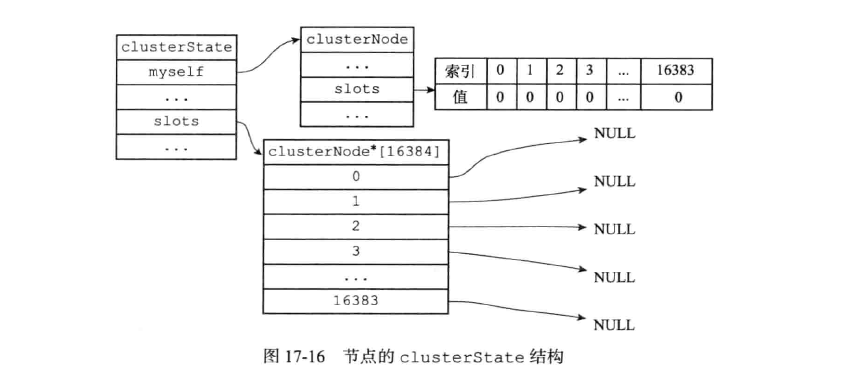 clusterState
myself
...
slots
...
clusterNode
...
slots
...
索引 0 1 2 3 ... 16383
值 0 0 0 0 ... 0
clusterNode*[16384]
0
1
2
3
...
16383
NULL
NULL
NULL
NULL
NULL
图 17-16 节点的 clusterState 结构